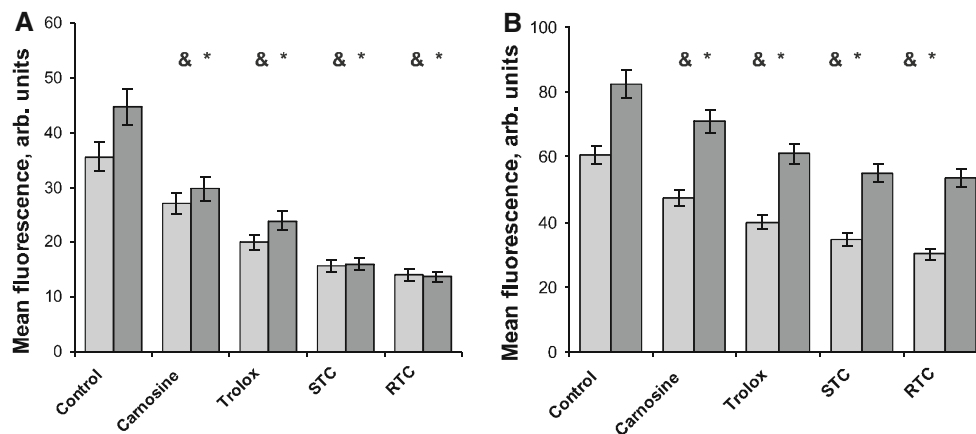 A
Mean fluorescence, arb. units
60
50
40
30
20
10
0
& *
& *
& *
& *
Control
Carnosine
Trolox
STC
RTC
B
Mean fluorescence, arb. units
100
80
60
40
20
0
& *
& *
& *
& *
Control
Carnosine
Trolox
STC
RTC